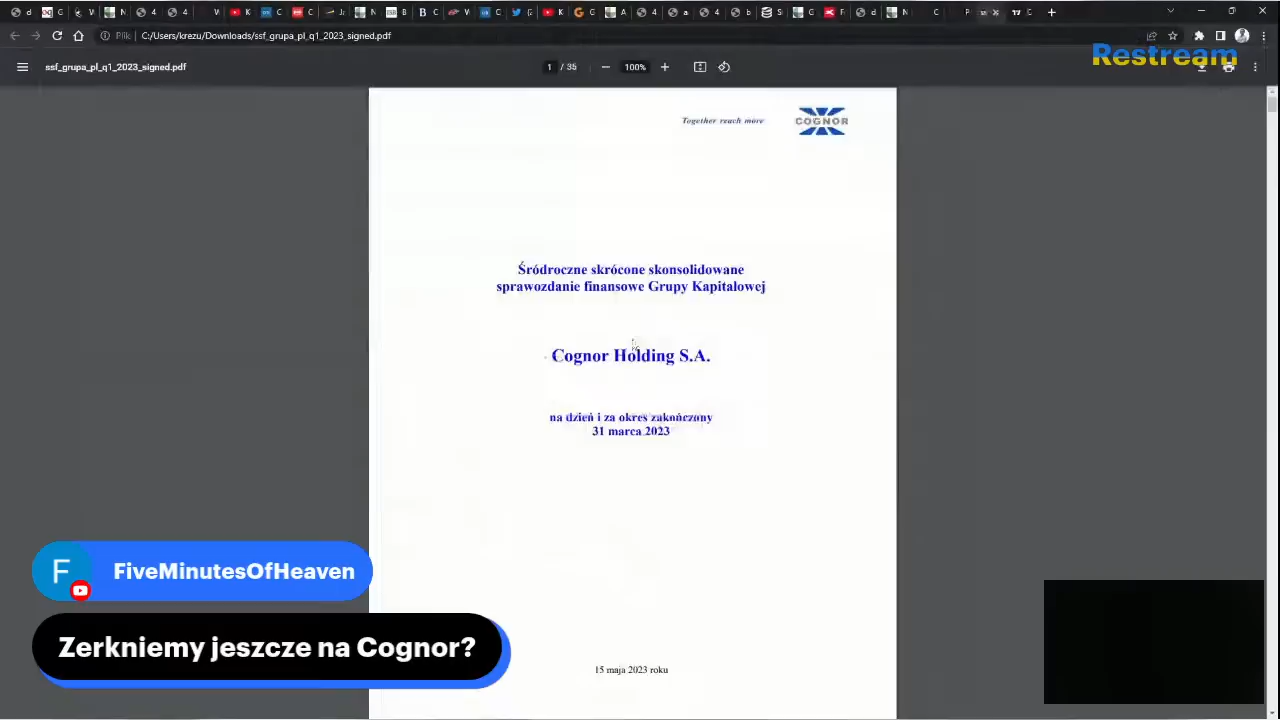 Plik
C:/Users/krezu/Downloads/ssf_grupa_pl_q1_2023_signed.pdf
Restream
ssf_grupa_pl_q1_2023_signed.pdf
1 / 35
100%
Together reach more
COGNOR
Śródroczne skrócone skonsolidowane
sprawozdanie finansowe Grupy Kapitałowej
Cognor Holding S.A.
na dzień i za okres zakończony
31 marca 2023
F
FiveMinutesOfHeaven
Zerkniemy jeszcze na Cognor?
15 maja 2023 roku